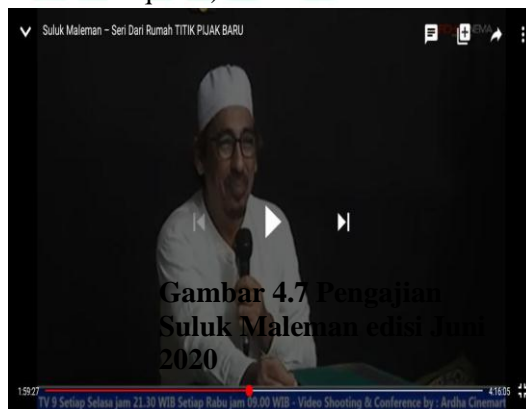 Suluk Maleman – Seri Dari Rumah TITIK PIJAK BARU
Gambar 4.7 Pengajian
Suluk Maleman edisi Juni
2020
1:59:27
4:16:05
TV 9 Setiap Selasa jam 21.30 WIB Setiap Rabu jam 09.00 WIB - Video Shooting & Conference by : Ardha Cinemart